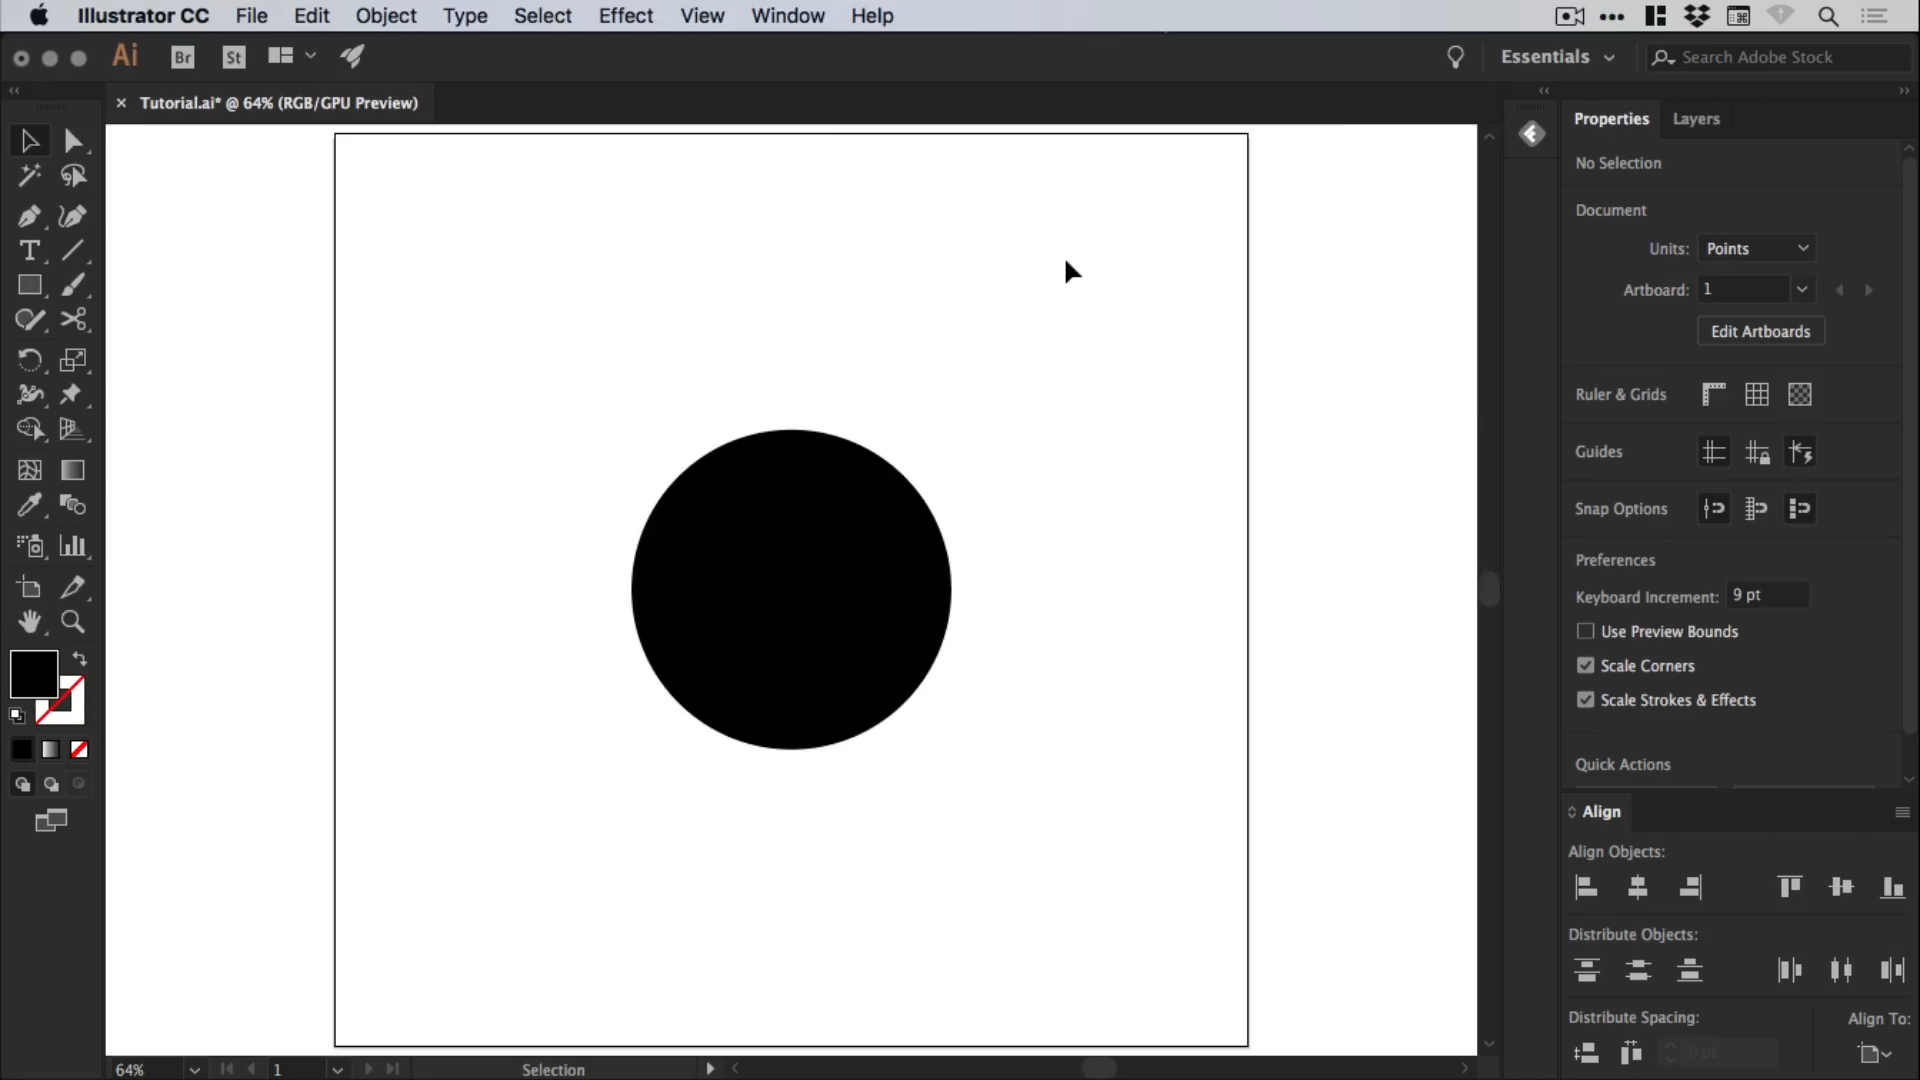 Illustrator CC File Edit Object Type Select Effect View Window Help
Ai Br St Essentials Search Adobe Stock
Tutorial.ai* @ 64% (RGB/GPU Preview)
Properties Layers
No Selection
Document
Units: Points
Artboard: 1
Edit Artboards
Ruler & Grids
Guides
Snap Options
Preferences
Keyboard Increment: 9 pt
Use Preview Bounds
Scale Corners
Scale Strokes & Effects
Quick Actions
Align
Align Objects:
Distribute Objects:
Distribute Spacing: Align To:
0 pt
64% 1 Selection